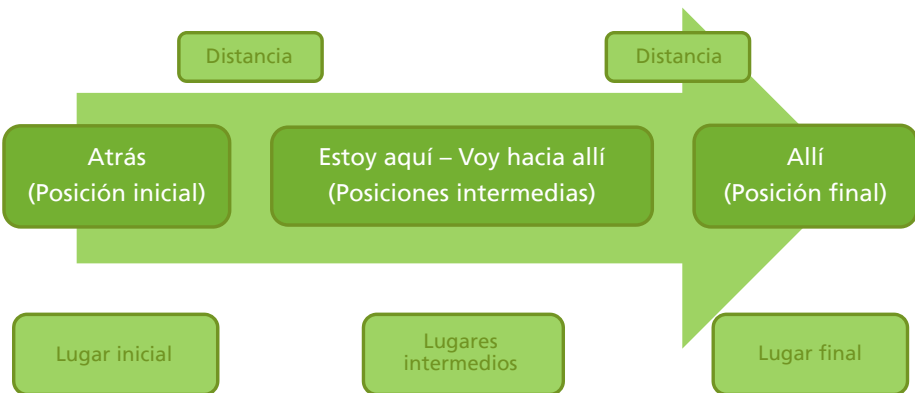 Distancia
Distancia
Atrás
(Posición inicial)
Estoy aquí – Voy hacia allí
(Posiciones intermedias)
Allí
(Posición final)
Lugar inicial
Lugares
intermedios
Lugar final